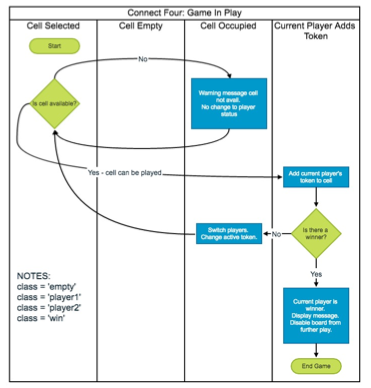 Connect Four: Game In Play
Cell Selected
Cell Empty
Cell Occupied
Current Player Adds
Token
Start
No
Is cell available?
Warning message cell
not avail.
No change to player
status
Yes - cell can be played
Add current player's
token to cell
Switch players.
Change active token.
No
Is there a
winner?
Yes
NOTES:
class = 'empty'
class = 'player1'
class = 'player2'
class = 'win'
Current player is
winner.
Display message.
Disable board from
further play.
End Game